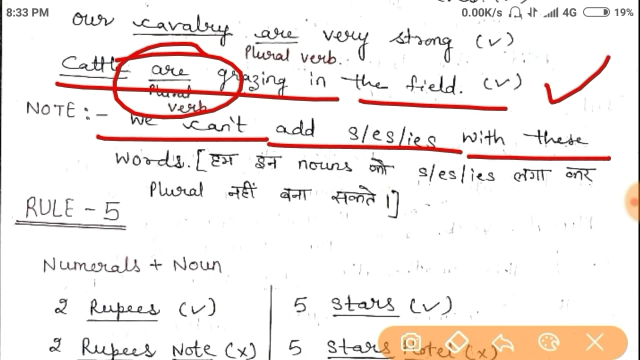 8:33 PM 0.00K/s 4G 19%
our cavalry are very strong (✓)
Plural verb.
Cattle are grazing in the field. (✓)
Plural verb
NOTE :- we can't add s/es/ies with these
words. [हम इन nouns को s/es/ies लगा कर
Plural नहीं बना सकते।]
RULE - 5
Numerals + Noun
2 Rupees (✓) 5 Stars (✓)
2 Rupees Note (x) 5 Stars (x)